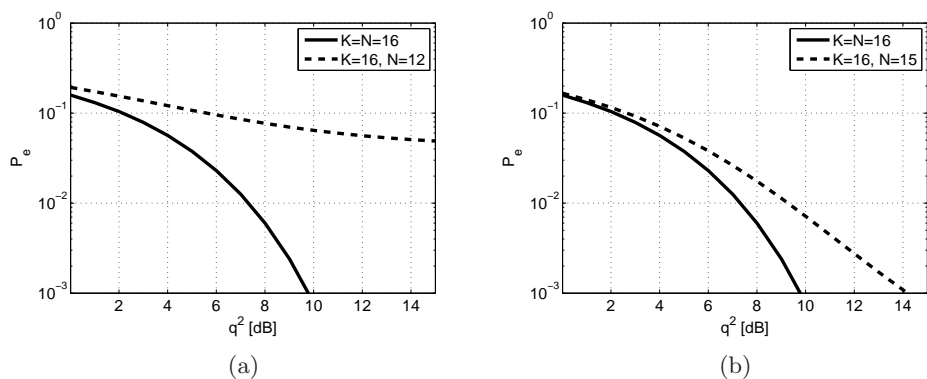 10^0
10^-1
10^-2
10^-3
P_e
2 4 6 8 10 12 14
q^2 [dB]
K=N=16
K=16, N=12
(a)
10^0
10^-1
10^-2
10^-3
P_e
2 4 6 8 10 12 14
q^2 [dB]
K=N=16
K=16, N=15
(b)